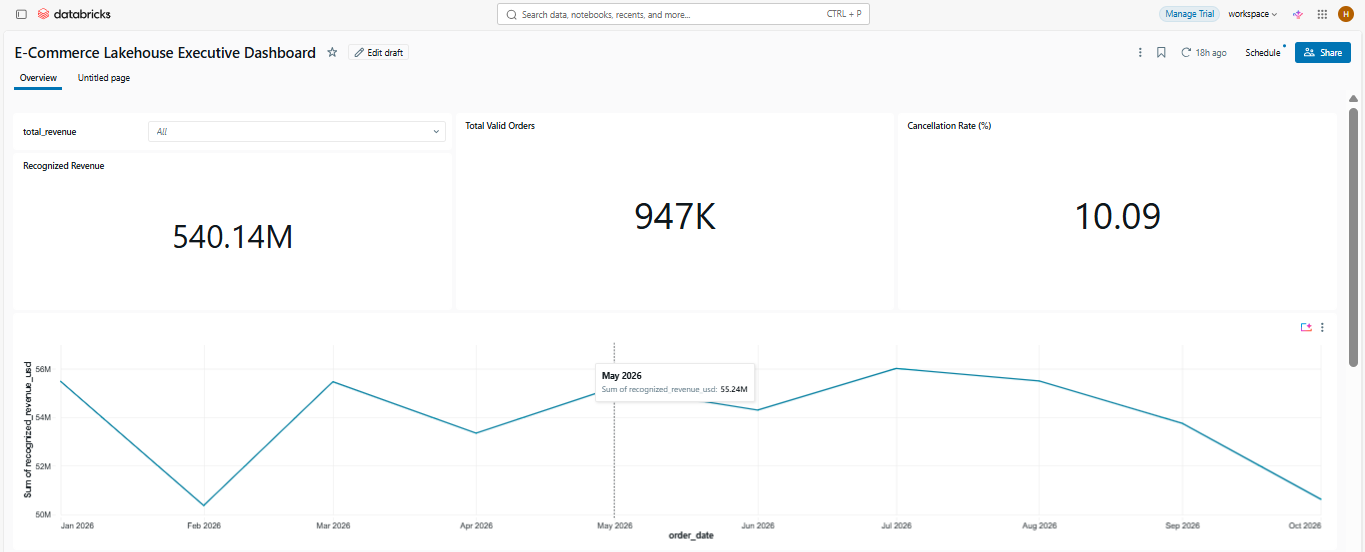 databricks
Search data, notebooks, recents, and more...
CTRL + P
Manage Trial
workspace
H
E-Commerce Lakehouse Executive Dashboard
Edit draft
18h ago
Schedule
Share
Overview
Untitled page
total_revenue
All
Total Valid Orders
Cancellation Rate (%)
Recognized Revenue
540.14M
947K
10.09
Sum of recognized_revenue_usd
56M
54M
52M
50M
May 2026
Sum of recognized_revenue_usd: 55.24M
Jan 2026
Feb 2026
Mar 2026
Apr 2026
May 2026
Jun 2026
Jul 2026
Aug 2026
Sep 2026
Oct 2026
order_date